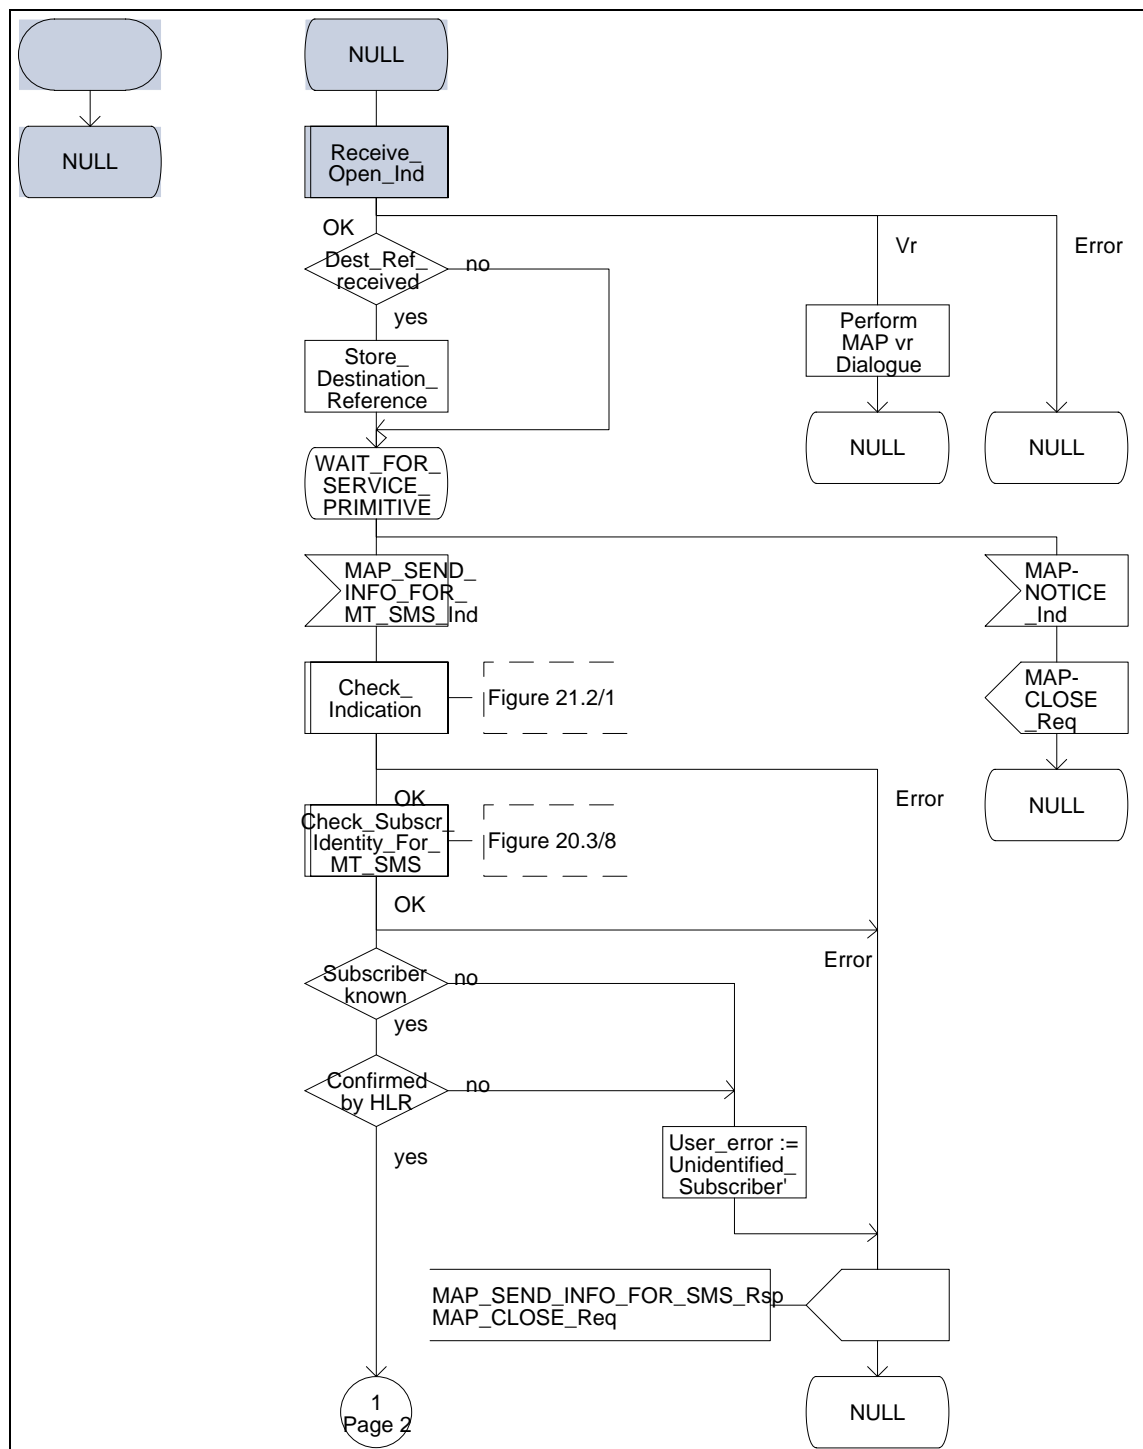 NULL
NULL
Receive_
Open_Ind
OK
Vr
Error
Dest_Ref_
received
no
yes
Store_
Destination_
Reference
Perform
MAP vr
Dialogue
NULL
NULL
WAIT_FOR_
SERVICE_
PRIMITIVE
MAP_SEND_
INFO_FOR_
MT_SMS_Ind
MAP-
NOTICE
_Ind
Check_
Indication
Figure 21.2/1
MAP-
CLOSE
_Req
OK
Error
NULL
Check_Subscr_
Identity_For_
MT_SMS
Figure 20.3/8
OK
Error
Subscriber
known
no
yes
Confirmed
by HLR
no
yes
User_error :=
Unidentified_
Subscriber'
MAP_SEND_INFO_FOR_SMS_Rsp
MAP_CLOSE_Req
1
Page 2
NULL